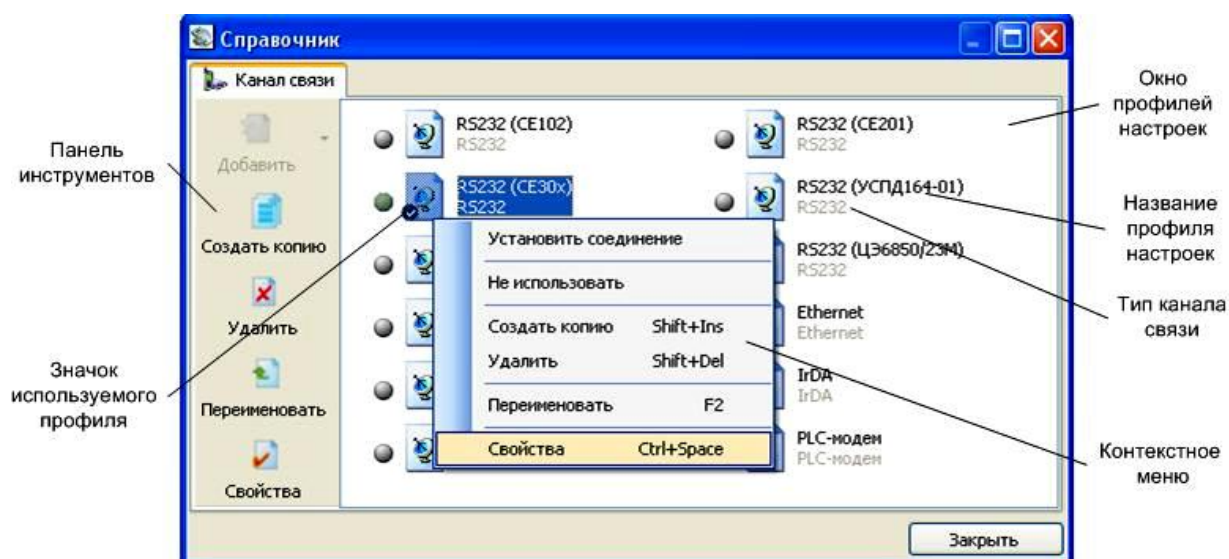 Справочник
Канал связи
Добавить
Создать копию
Удалить
Переименовать
Свойства
RS232 (CE102)
RS232
RS232 (CE201)
RS232
RS232 (CE30x)
RS232
RS232 (УСПД164-01)
RS232
RS232 (ЦЭ6850/23М)
RS232
Ethernet
Ethernet
IrDA
IrDA
PLC-модем
PLC-модем
Установить соединение
Не использовать
Создать копию Shift+Ins
Удалить Shift+Del
Переименовать F2
Свойства Ctrl+Space
Закрыть
Панель
инструментов
Значок
используемого
профиля
Окно
профилей
настроек
Название
профиля
настроек
Тип канала
связи
Контекстное
меню